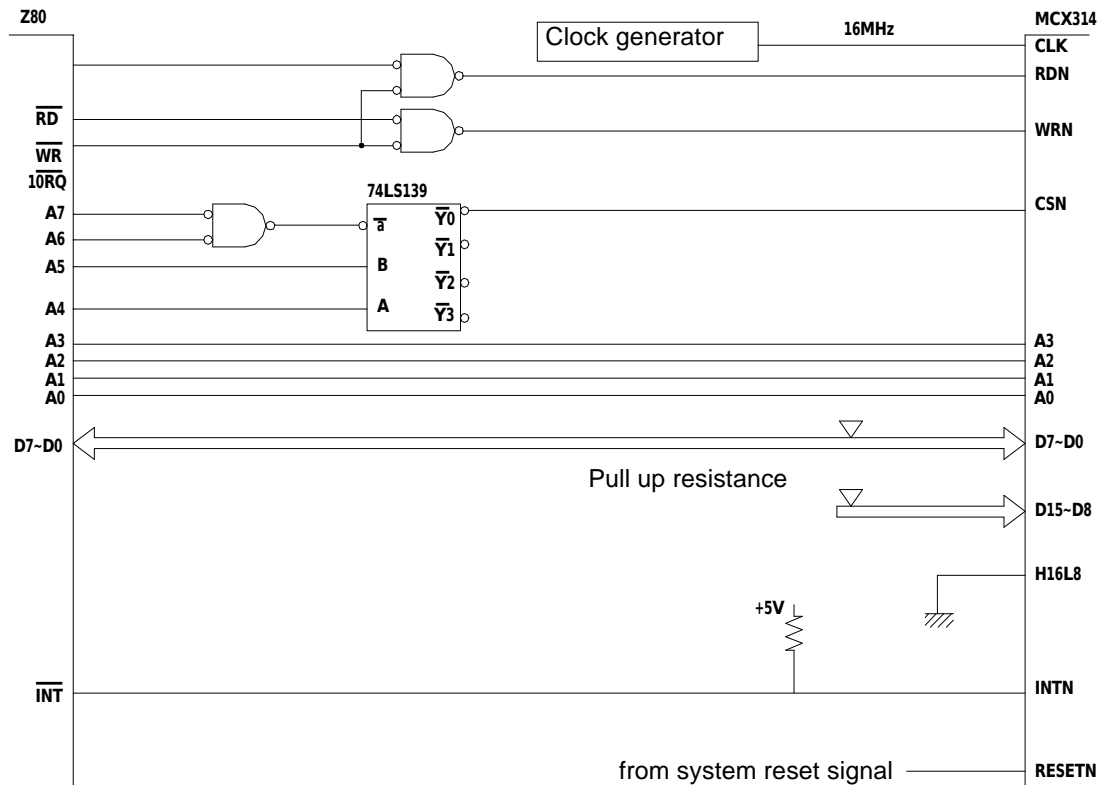 Z80
MCX314
Clock generator
16MHz
CLK
RDN
RD
WRN
WR
10RQ
74LS139
A7
a
Y0
CSN
A6
Y1
A5
B
Y2
A4
A
Y3
A3
A3
A2
A2
A1
A1
A0
A0
D7~D0
D7~D0
Pull up resistance
D15~D8
H16L8
+5V
INT
INTN
from system reset signal
RESETN